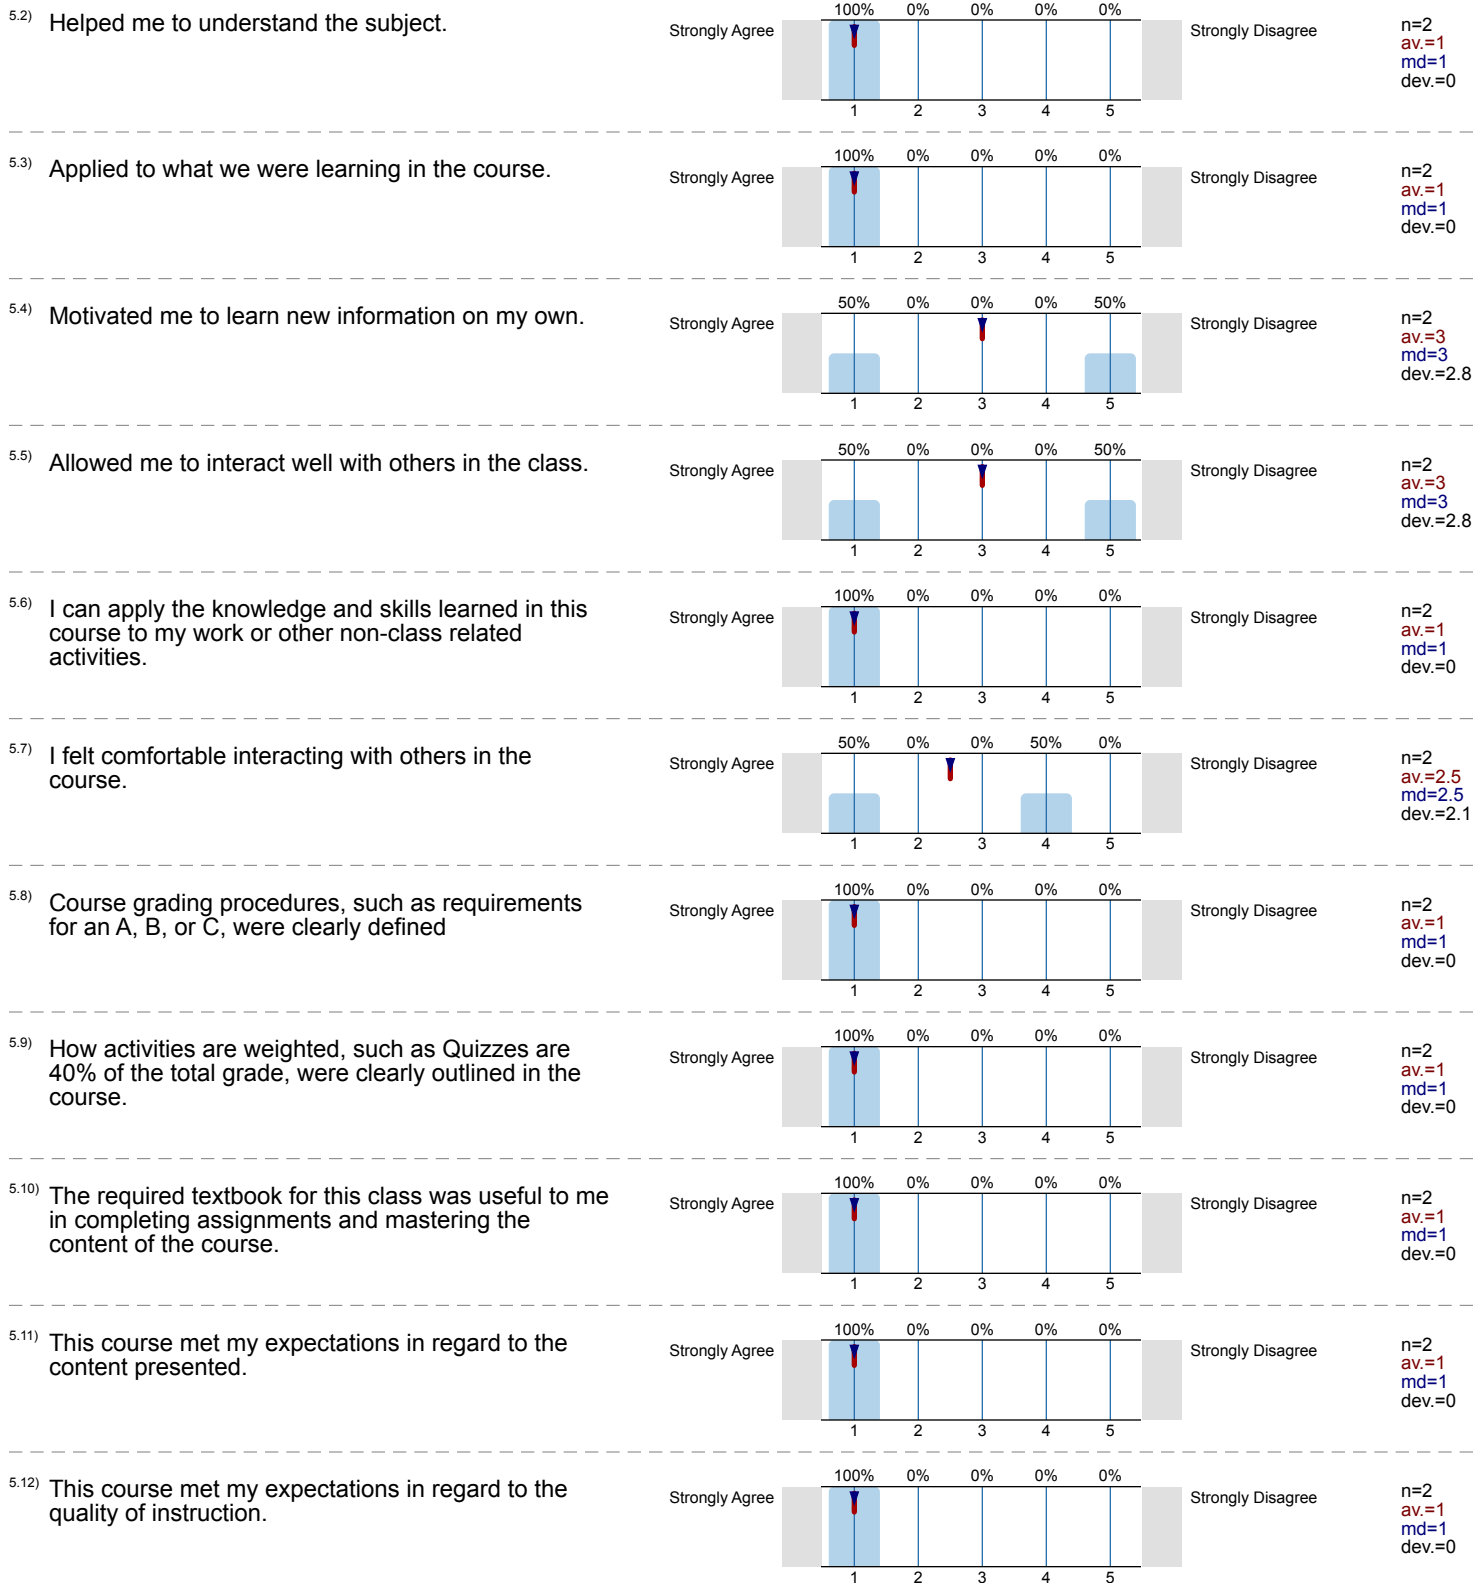 100% 0% 0% 0% 0%
5.2) Helped me to understand the subject.
Strongly Agree
Strongly Disagree
n=2
av.=1
md=1
dev.=0
1 2 3 4 5
100% 0% 0% 0% 0%
5.3) Applied to what we were learning in the course.
Strongly Agree
Strongly Disagree
n=2
av.=1
md=1
dev.=0
1 2 3 4 5
50% 0% 0% 0% 50%
5.4) Motivated me to learn new information on my own.
Strongly Agree
Strongly Disagree
n=2
av.=3
md=3
dev.=2.8
1 2 3 4 5
50% 0% 0% 0% 50%
5.5) Allowed me to interact well with others in the class.
Strongly Agree
Strongly Disagree
n=2
av.=3
md=3
dev.=2.8
1 2 3 4 5
100% 0% 0% 0% 0%
5.6) I can apply the knowledge and skills learned in this
course to my work or other non-class related
activities.
Strongly Agree
Strongly Disagree
n=2
av.=1
md=1
dev.=0
1 2 3 4 5
50% 0% 0% 50% 0%
5.7) I felt comfortable interacting with others in the
course.
Strongly Agree
Strongly Disagree
n=2
av.=2.5
md=2.5
dev.=2.1
1 2 3 4 5
100% 0% 0% 0% 0%
5.8) Course grading procedures, such as requirements
for an A, B, or C, were clearly defined
Strongly Agree
Strongly Disagree
n=2
av.=1
md=1
dev.=0
1 2 3 4 5
100% 0% 0% 0% 0%
5.9) How activities are weighted, such as Quizzes are
40% of the total grade, were clearly outlined in the
course.
Strongly Agree
Strongly Disagree
n=2
av.=1
md=1
dev.=0
1 2 3 4 5
100% 0% 0% 0% 0%
5.10) The required textbook for this class was useful to me
in completing assignments and mastering the
content of the course.
Strongly Agree
Strongly Disagree
n=2
av.=1
md=1
dev.=0
1 2 3 4 5
100% 0% 0% 0% 0%
5.11) This course met my expectations in regard to the
content presented.
Strongly Agree
Strongly Disagree
n=2
av.=1
md=1
dev.=0
1 2 3 4 5
100% 0% 0% 0% 0%
5.12) This course met my expectations in regard to the
quality of instruction.
Strongly Agree
Strongly Disagree
n=2
av.=1
md=1
dev.=0
1 2 3 4 5